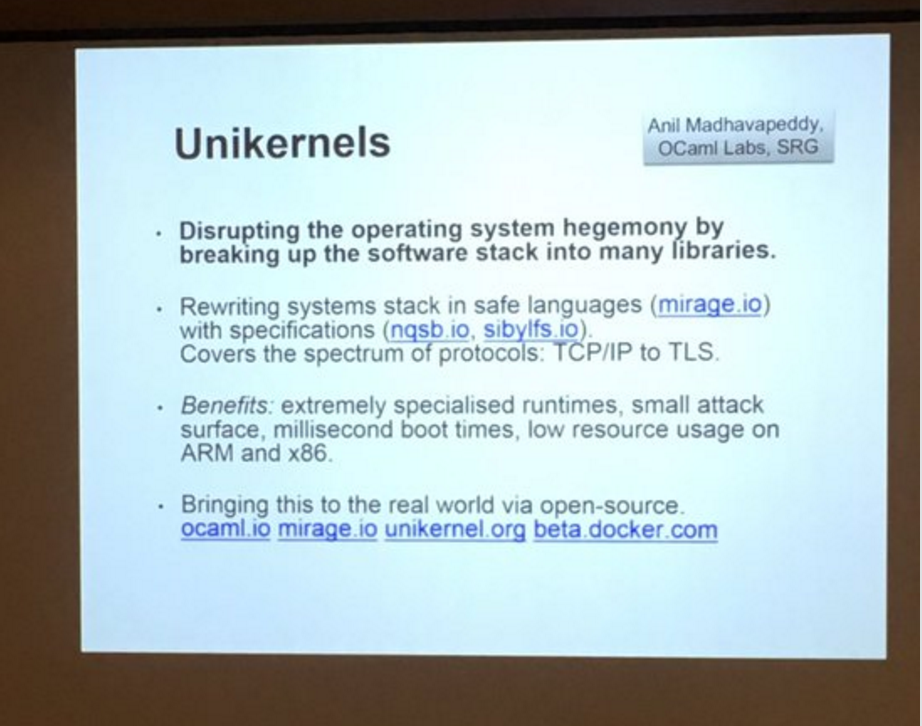 Unikernels
Anil Madhavapeddy,
OCaml Labs, SRG
· Disrupting the operating system hegemony by
breaking up the software stack into many libraries.
· Rewriting systems stack in safe languages (mirage.io)
with specifications (nqsb.io, sibylfs.io).
Covers the spectrum of protocols: TCP/IP to TLS.
· Benefits: extremely specialised runtimes, small attack
surface, millisecond boot times, low resource usage on
ARM and x86.
· Bringing this to the real world via open-source.
ocaml.io mirage.io unikernel.org beta.docker.com